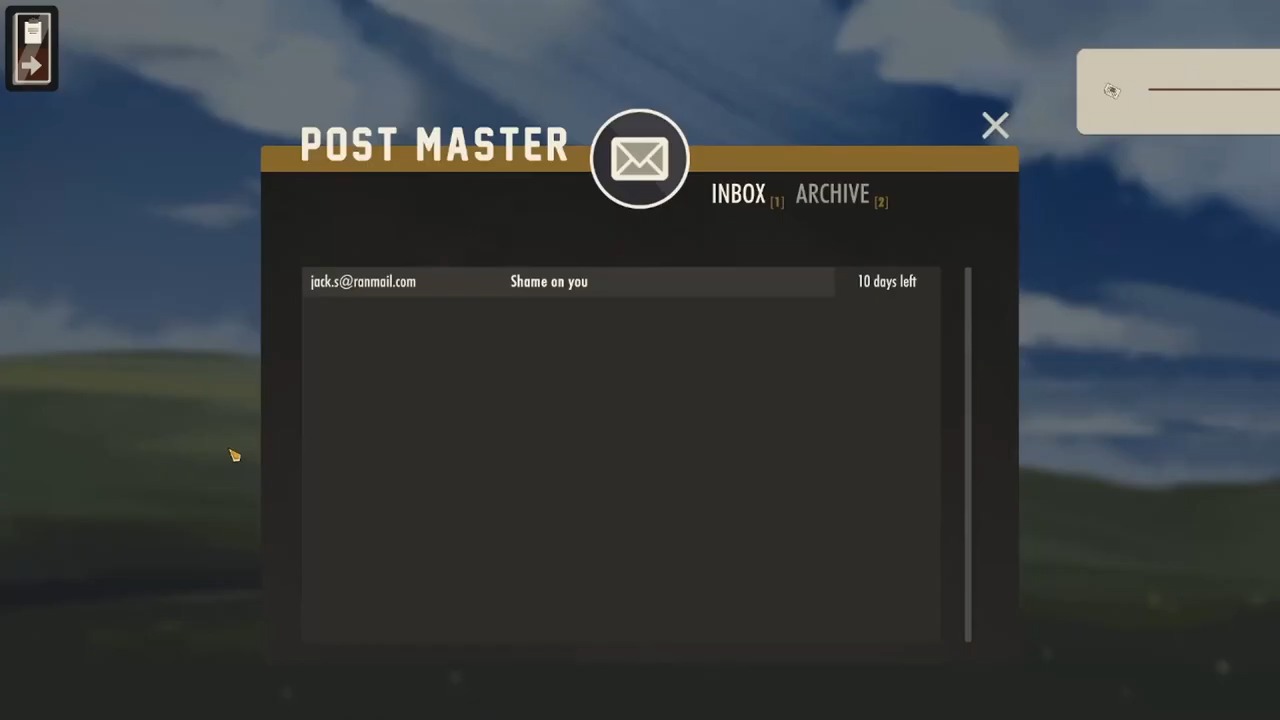 POST MASTER
INBOX [1] ARCHIVE [2]
jack.s@ranmail.com Shame on you 10 days left